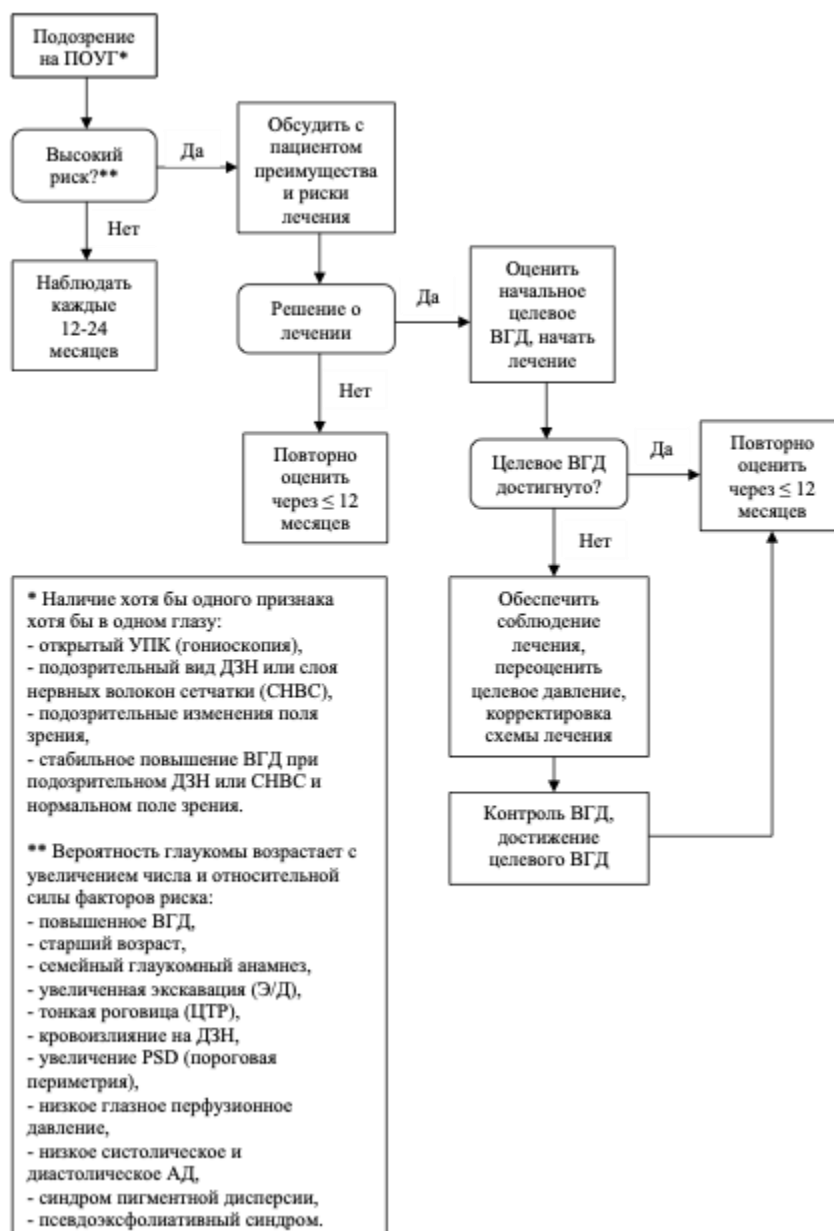 Подозрение
на ПОУГ*
Высокий
риск?**
Да
Обсудить с
пациентом
преимущества
и риски
лечения
Нет
Наблюдать
каждые
12-24
месяцев
Решение о
лечении
Да
Оценить
начальное
целевое
ВГД, начать
лечение
Нет
Повторно
оценить
через ≤ 12
месяцев
Целевое ВГД
достигнуто?
Да
Повторно
оценить
через ≤ 12
месяцев
Нет
Обеспечить
соблюдение
лечения,
переоценить
целевое давление,
корректировка
схемы лечения
Контроль ВГД,
достижение
целевого ВГД
* Наличие хотя бы одного признака
хотя бы в одном глазу:
- открытый УПК (гониоскопия),
- подозрительный вид ДЗН или слоя
нервных волокон сетчатки (СНВС),
- подозрительные изменения поля
зрения,
- стабильное повышение ВГД при
подозрительном ДЗН или СНВС и
нормальном поле зрения.
** Вероятность глаукомы возрастает с
увеличением числа и относительной
силы факторов риска:
- повышенное ВГД,
- старший возраст,
- семейный глаукомный анамнез,
- увеличенная экскавация (Э/Д),
- тонкая роговица (ЦТР),
- кровоизлияние на ДЗН,
- увеличение PSD (пороговая
периметрия),
- низкое глазное перфузионное
давление,
- низкое систолическое и
диастолическое АД,
- синдром пигментной дисперсии,
- псевдоэксфолиативный синдром.